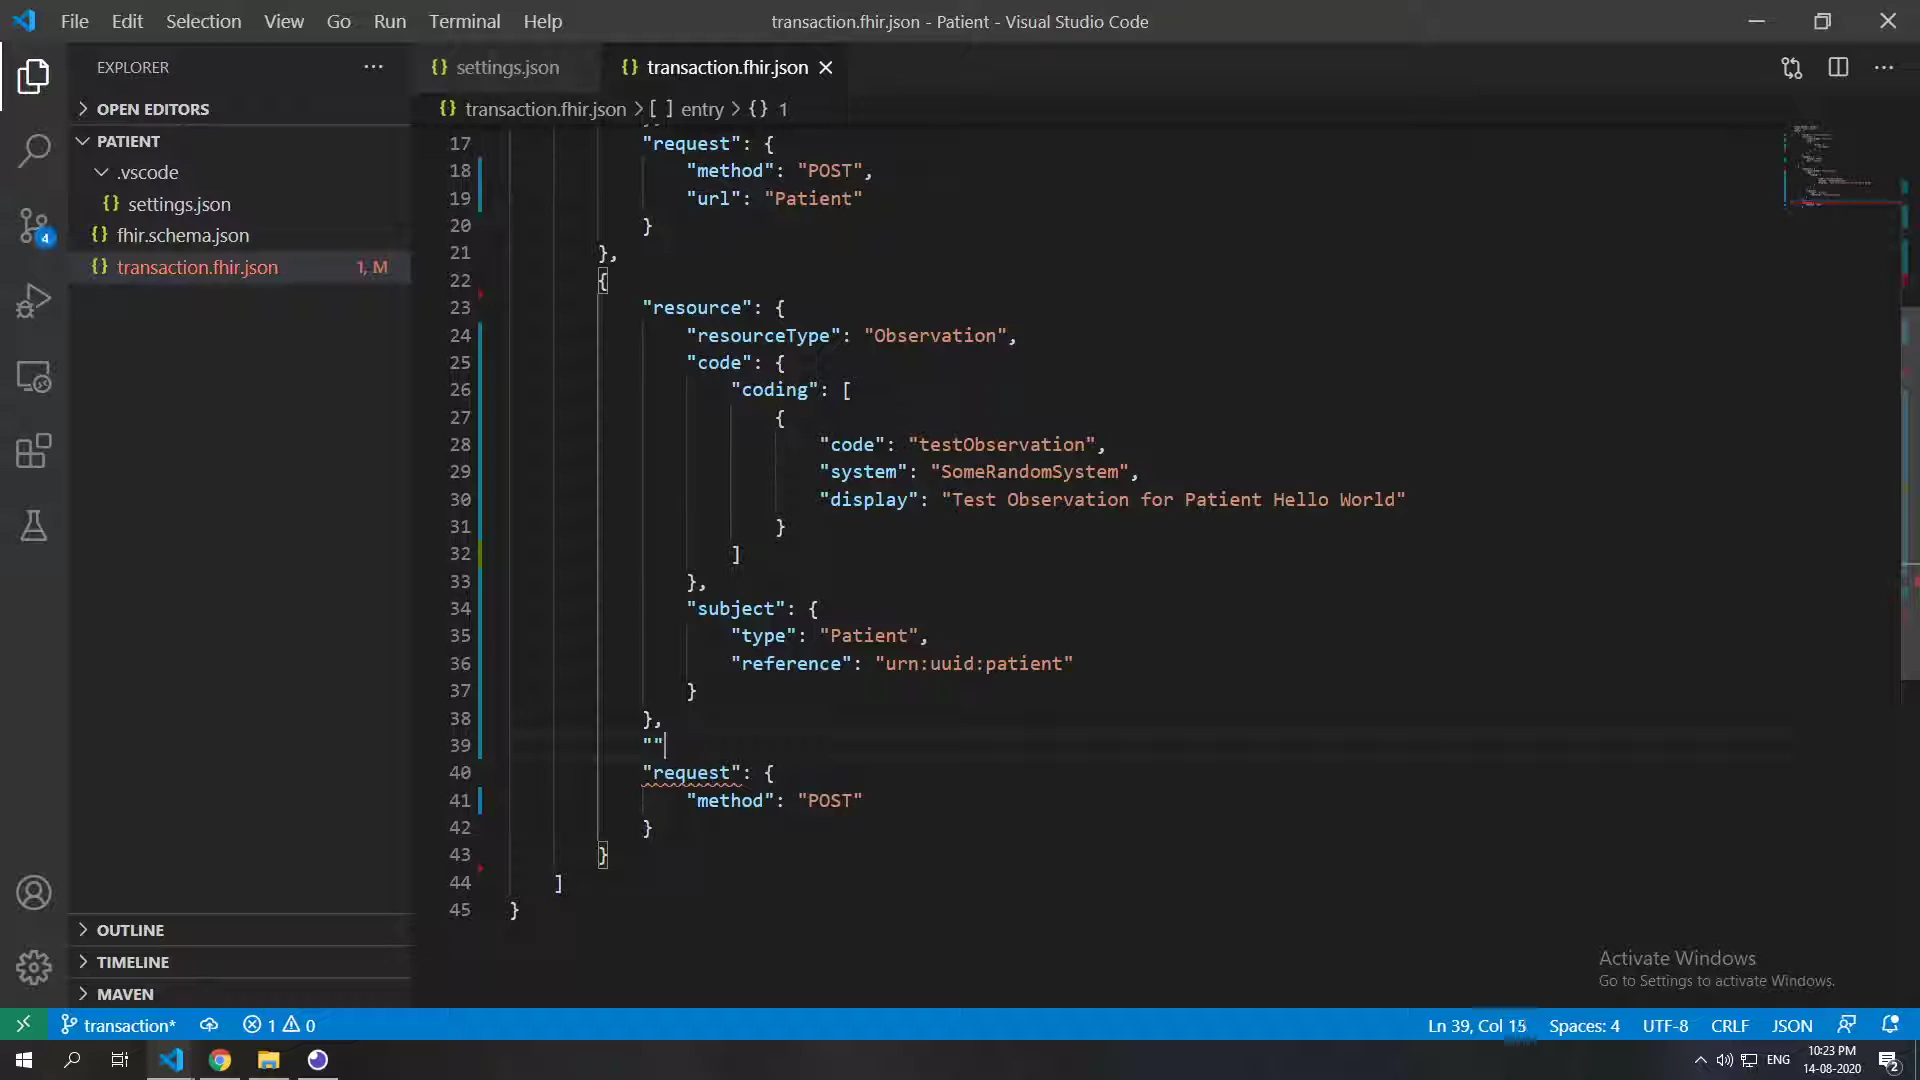 File Edit Selection View Go Run Terminal Help
transaction.fhir.json - Patient - Visual Studio Code
EXPLORER
settings.json
transaction.fhir.json
OPEN EDITORS
transaction.fhir.json > [ ] entry > {} 1
PATIENT
.vscode
settings.json
fhir.schema.json
transaction.fhir.json 1, M
4
17 "request": {
18 "method": "POST",
19 "url": "Patient"
20 }
21 },
22 {
23 "resource": {
24 "resourceType": "Observation",
25 "code": {
26 "coding": [
27 {
28 "code": "testObservation",
29 "system": "SomeRandomSystem",
30 "display": "Test Observation for Patient Hello World"
31 }
32 ]
33 },
34 "subject": {
35 "type": "Patient",
36 "reference": "urn:uuid:patient"
37 }
38 },
39 ""
40 "request": {
41 "method": "POST"
42 }
43 }
44 ]
45 }
OUTLINE
TIMELINE
MAVEN
Activate Windows
Go to Settings to activate Windows.
transaction* 1 0
Ln 39, Col 15 Spaces: 4 UTF-8 CRLF JSON
ENG 10:23 PM
14-08-2020
2